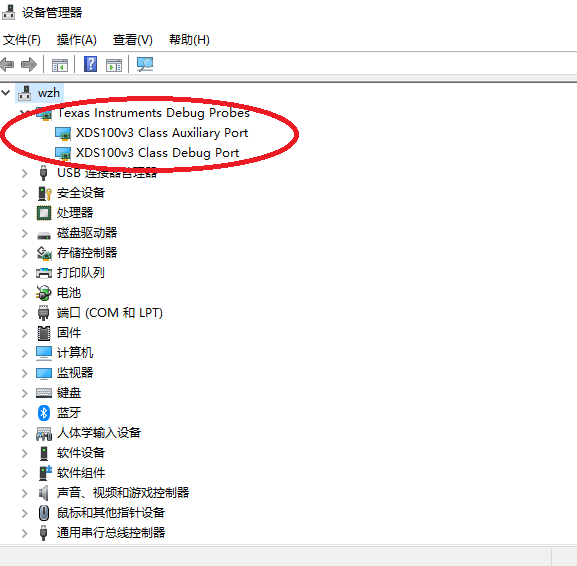 设备管理器
文件(F) 操作(A) 查看(V) 帮助(H)
wzh
Texas Instruments Debug Probes
XDS100v3 Class Auxiliary Port
XDS100v3 Class Debug Port
USB 连接器管理器
安全设备
处理器
磁盘驱动器
存储控制器
打印队列
电池
端口 (COM 和 LPT)
固件
计算机
监视器
键盘
蓝牙
人体学输入设备
软件设备
软件组件
声音、视频和游戏控制器
鼠标和其他指针设备
通用串行总线控制器